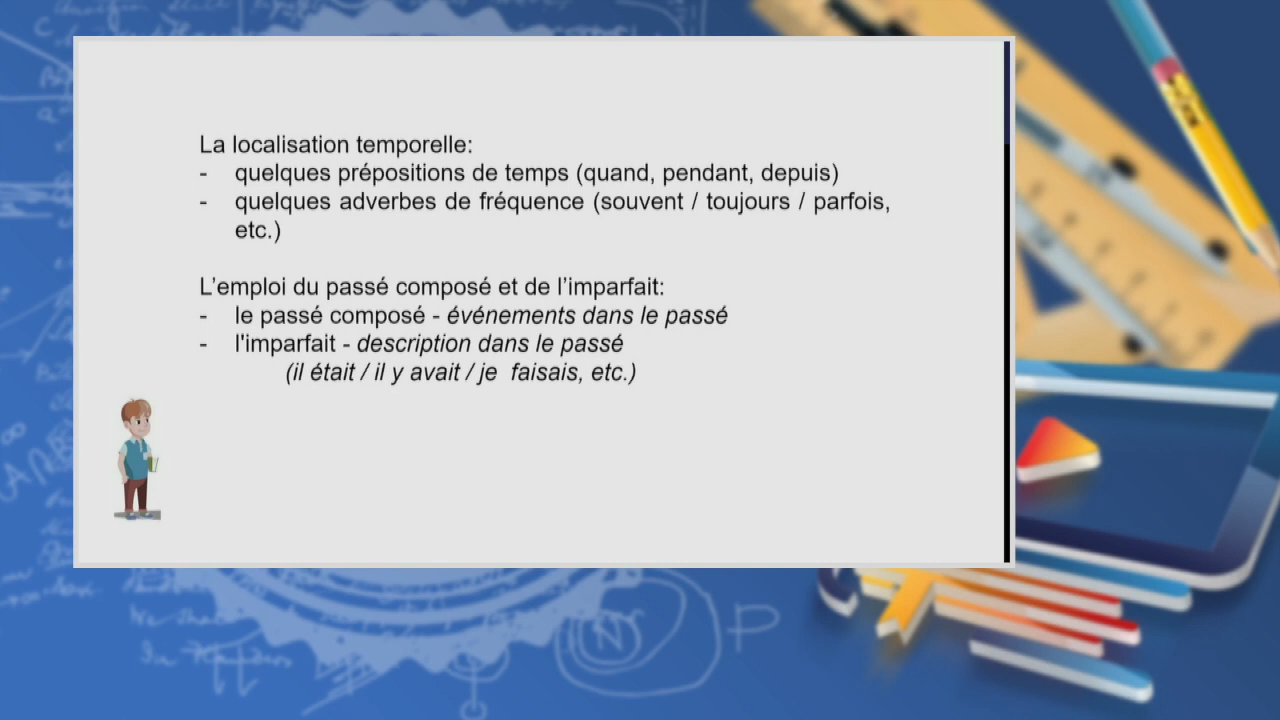 La localisation temporelle:
- quelques prépositions de temps (quand, pendant, depuis)
- quelques adverbes de fréquence (souvent / toujours / parfois,
etc.)
L’emploi du passé composé et de l’imparfait:
- le passé composé - événements dans le passé
- l'imparfait - description dans le passé
(il était / il y avait / je faisais, etc.)
N
P